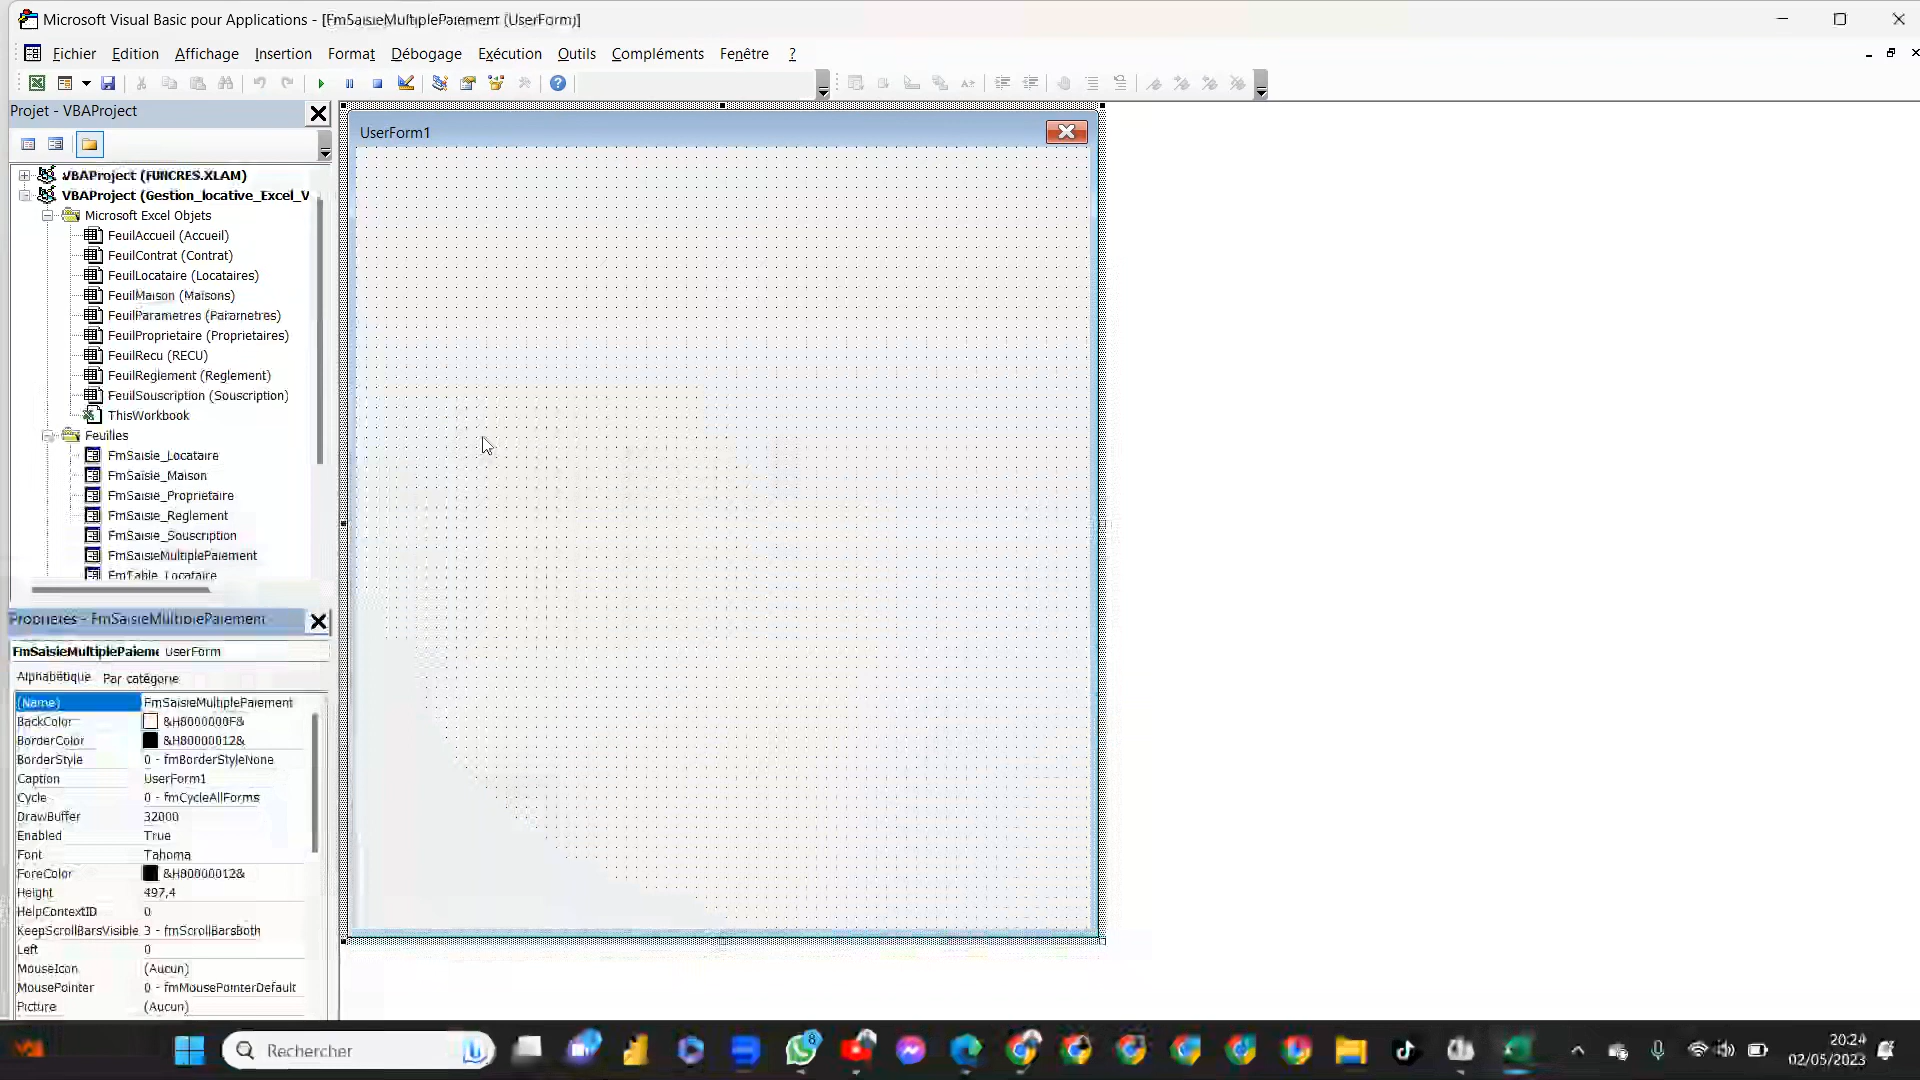 Microsoft Visual Basic pour Applications - [FmSaisieMultiplePaiement (UserForm)]
Fichier Edition Affichage Insertion Format Débogage Exécution Outils Compléments Fenêtre ?
Projet - VBAProject
VBAProject (FUNCRES.XLAM)
VBAProject (Gestion_locative_Excel_V
Microsoft Excel Objets
FeuilAccueil (Accueil)
FeuilContrat (Contrat)
FeuilLocataire (Locataires)
FeuilMaison (Maisons)
FeuilParametres (Parametres)
FeuilProprietaire (Proprietaires)
FeuilRecu (RECU)
FeuilReglement (Reglement)
FeuilSouscription (Souscription)
ThisWorkbook
Feuilles
FmSaisie_Locataire
FmSaisie_Maison
FmSaisie_Proprietaire
FmSaisie_Reglement
FmSaisie_Souscription
FmSaisieMultiplePaiement
FmTable_Locataire
Propriétés - FmSaisieMultiplePaiement
FmSaisieMultiplePaieme UserForm
Alphabétique Par catégorie
(Name) FmSaisieMultiplePaiement
BackColor &H8000000F&
BorderColor &H80000012&
BorderStyle 0 - fmBorderStyleNone
Caption UserForm1
Cycle 0 - fmCycleAllForms
DrawBuffer 32000
Enabled True
Font Tahoma
ForeColor &H80000012&
Height 497,4
HelpContextID 0
KeepScrollBarsVisible 3 - fmScrollBarsBoth
Left 0
MouseIcon (Aucun)
MousePointer 0 - fmMousePointerDefault
Picture (Aucun)
UserForm1
Rechercher
8
20:24
02/05/2023